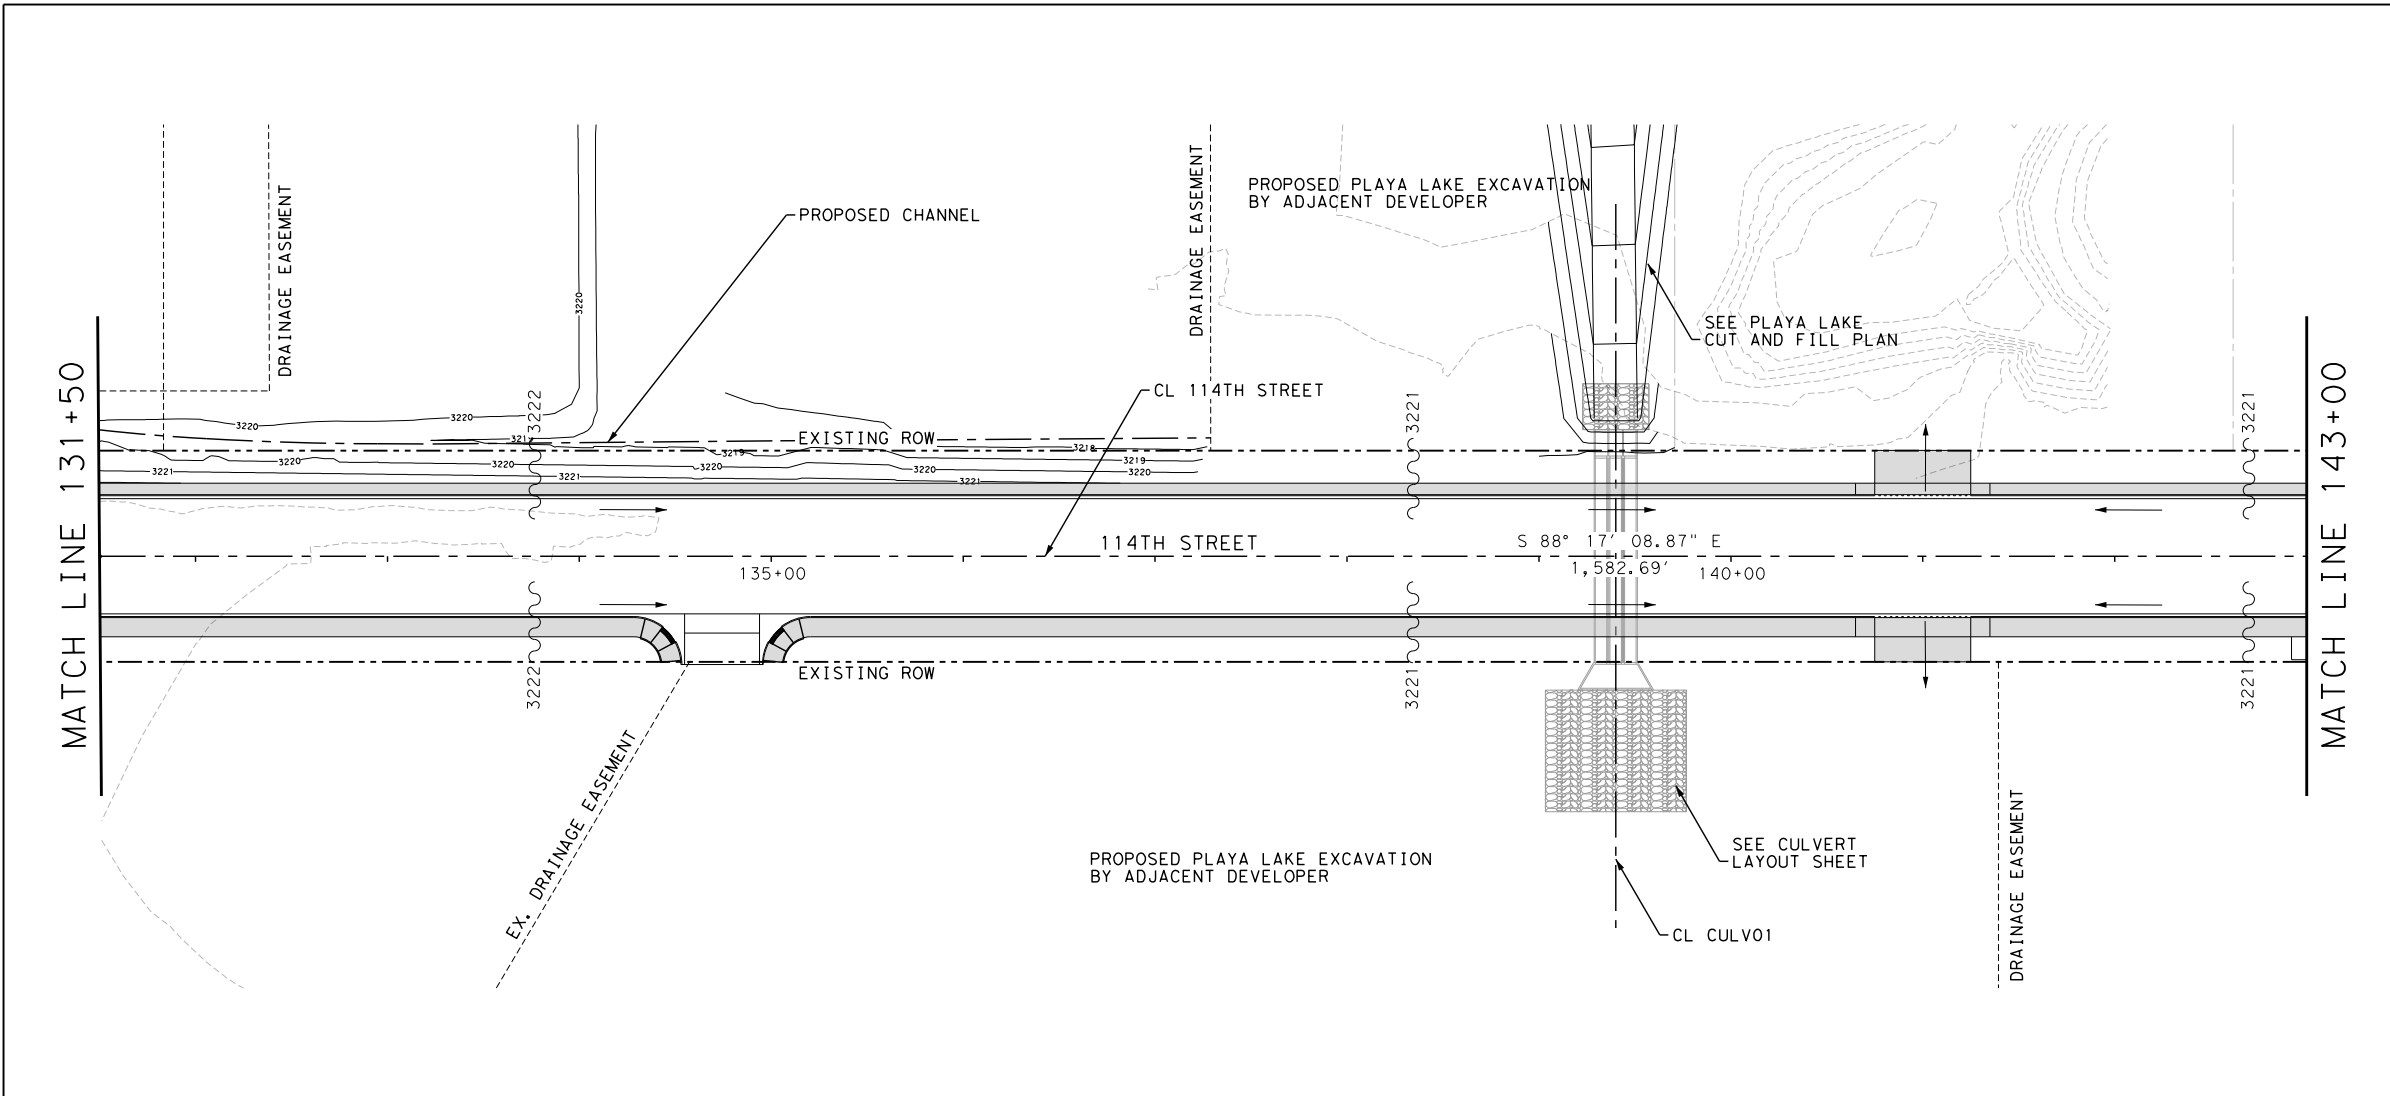 MATCH LINE 131+50
DRAINAGE EASEMENT
3220
PROPOSED CHANNEL
DRAINAGE EASEMENT
PROPOSED PLAYA LAKE EXCAVATION
BY ADJACENT DEVELOPER
SEE PLAYA LAKE
CUT AND FILL PLAN
CL 114TH STREET
3222
3221
3221
3220
3220
EXISTING ROW
3219
3218
3219
3220
3220
3220
3220
3220
3221
3221
3221
114TH STREET
S 88° 17' 08.87" E
1,582.69'
135+00
140+00
MATCH LINE 143+00
EXISTING ROW
3222
3221
3221
EX. DRAINAGE EASEMENT
PROPOSED PLAYA LAKE EXCAVATION
BY ADJACENT DEVELOPER
SEE CULVERT
LAYOUT SHEET
CL CULV01
DRAINAGE EASEMENT